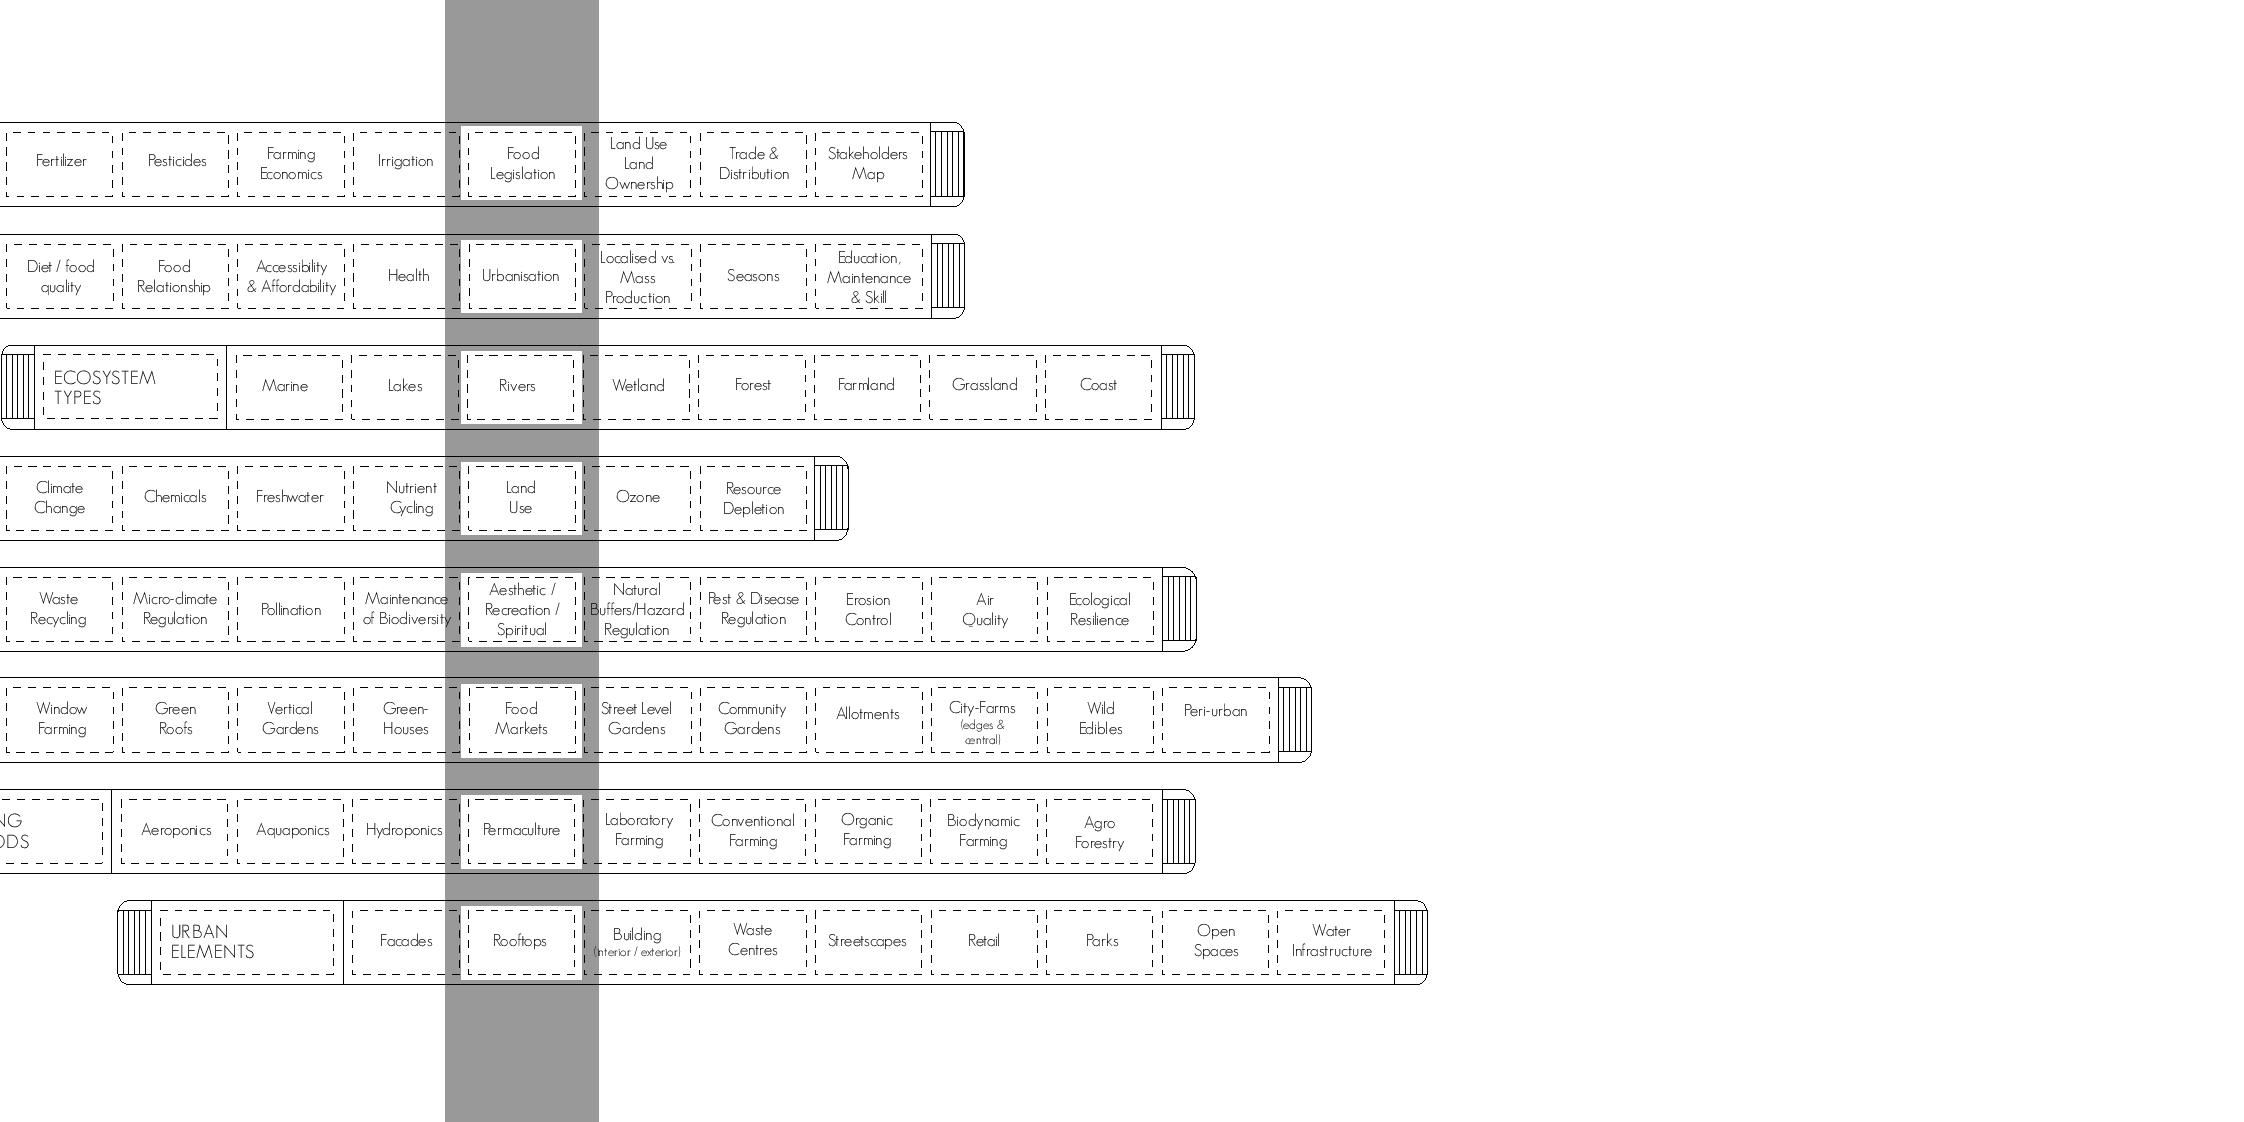 Fertilizer
Pesticides
Farming
Economics
Irrigation
Food
Legislation
Land Use
Land
Ownership
Trade &
Distribution
Stakeholders
Map
Diet / food
quality
Food
Relationship
Accessibility
& Affordability
Health
Urbanisation
Localised vs.
Mass
Production
Seasons
Education,
Maintenance
& Skill
ECOSYSTEM
TYPES
Marine
Lakes
Rivers
Wetland
Forest
Farmland
Grassland
Coast
Climate
Change
Chemicals
Freshwater
Nutrient
Cycling
Land
Use
Ozone
Resource
Depletion
Waste
Recycling
Micro-climate
Regulation
Pollination
Maintenance
of Biodiversity
Aesthetic /
Recreation /
Spiritual
Natural
Buffers/Hazard
Regulation
Pest & Disease
Regulation
Erosion
Control
Air
Quality
Ecological
Resilience
Window
Farming
Green
Roofs
Vertical
Gardens
Green-
Houses
Food
Markets
Street Level
Gardens
Community
Gardens
Allotments
City-Farms
(edges &
central)
Wild
Edibles
Peri-urban
NG
ODS
Aeroponics
Aquaponics
Hydroponics
Permaculture
Laboratory
Farming
Conventional
Farming
Organic
Farming
Biodynamic
Farming
Agro
Forestry
URBAN
ELEMENTS
Facades
Rooftops
Building
(interior / exterior)
Waste
Centres
Streetscapes
Retail
Parks
Open
Spaces
Water
Infrastructure